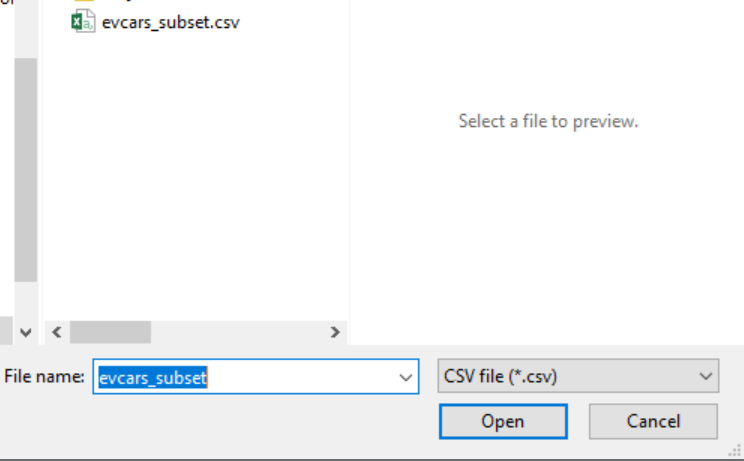 evcars_subset.csv
Select a file to preview.
File name: evcars_subset CSV file (*.csv)
Open Cancel